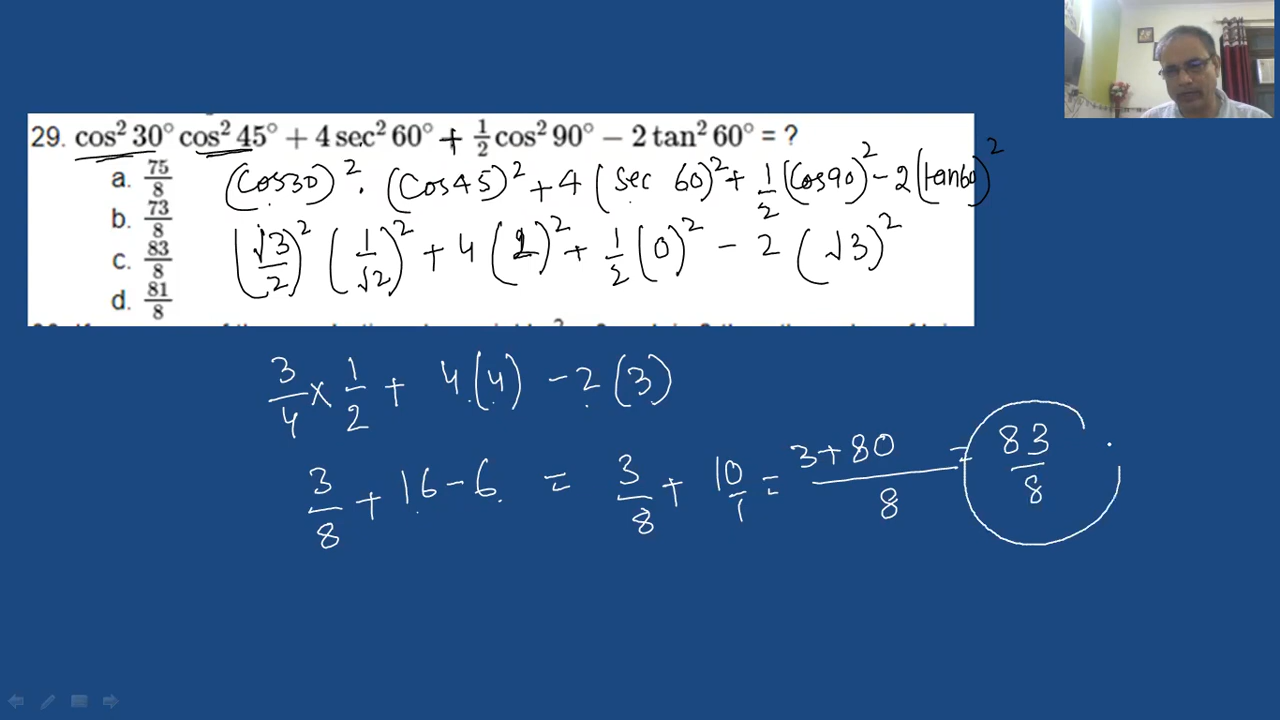 29. cos² 30° cos² 45° + 4 sec² 60° + 1/2 cos² 90° − 2 tan² 60° = ?
a. 75/8
b. 73/8
c. 83/8
d. 81/8
(Cos30)² . (Cos45)² + 4 (Sec 60)² + 1/2 (Cos90)² − 2 (tan60)²
(√3/2)² (1/√2)² + 4 (2)² + 1/2 (0)² − 2 (√3)²
3/4 × 1/2 + 4(4) − 2(3)
3/8 + 16 − 6 = 3/8 + 10/1 = 3+80/8 = 83/8